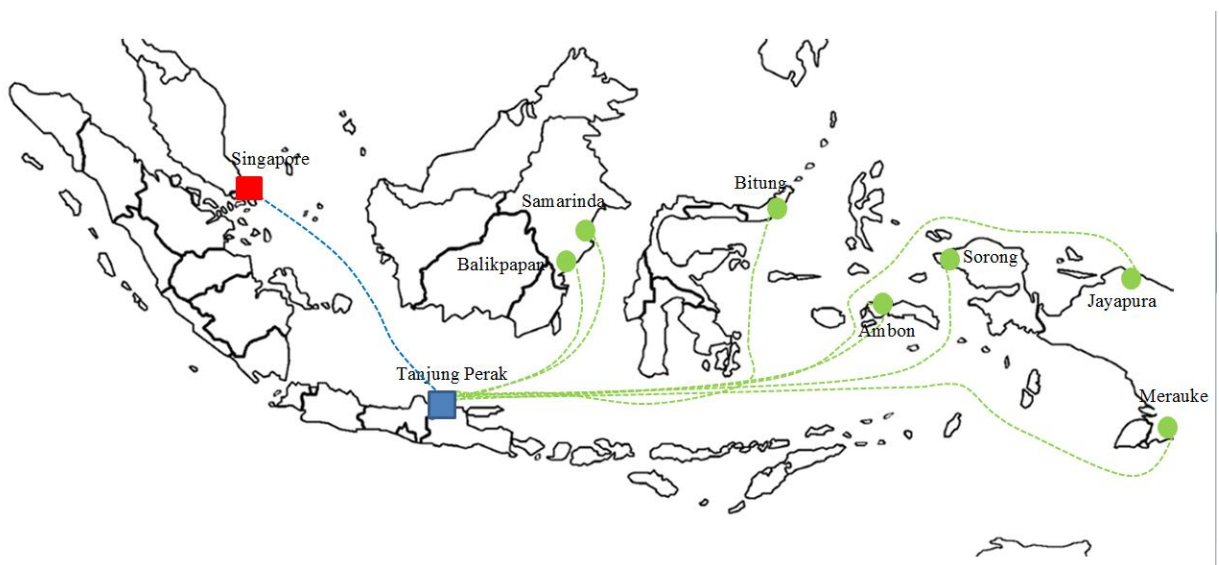 Singapore
Bitung
Samarinda
Sorong
Balikpapan
Jayapura
Ambon
Tanjung Perak
Merauke